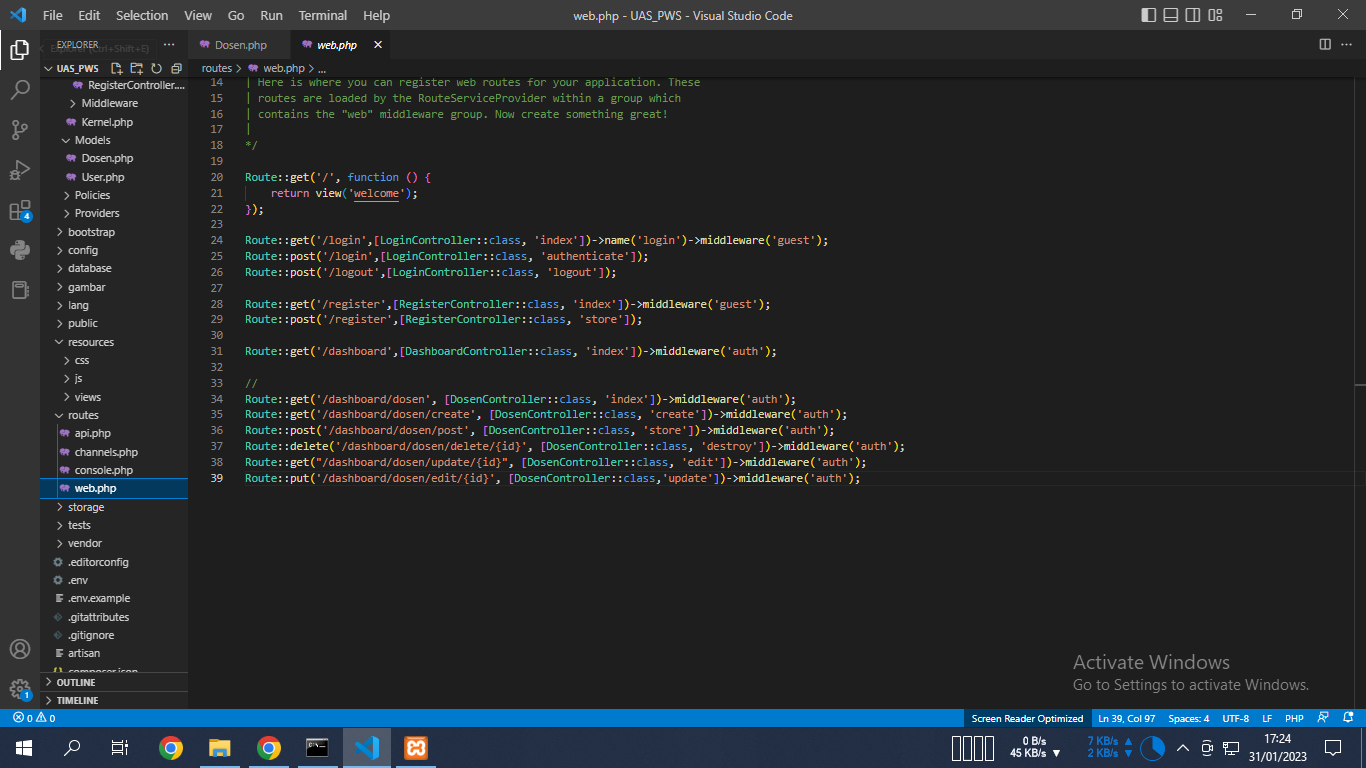 File Edit Selection View Go Run Terminal Help
web.php - UAS_PWS - Visual Studio Code
EXPLORER
Explorer (Ctrl+Shift+E)
UAS_PWS
RegisterController....
Middleware
Kernel.php
Models
Dosen.php
User.php
Policies
Providers
bootstrap
config
database
gambar
lang
public
resources
css
js
views
routes
api.php
channels.php
console.php
web.php
storage
tests
vendor
.editorconfig
.env
.env.example
.gitattributes
.gitignore
artisan
composer.json
OUTLINE
TIMELINE
4
1
Dosen.php
web.php
routes > web.php > ...
14 | Here is where you can register web routes for your application. These
15 | routes are loaded by the RouteServiceProvider within a group which
16 | contains the "web" middleware group. Now create something great!
17 |
18 */
19
20 Route::get('/', function () {
21     return view('welcome');
22 });
23
24 Route::get('/login',[LoginController::class, 'index'])->name('login')->middleware('guest');
25 Route::post('/login',[LoginController::class, 'authenticate']);
26 Route::post('/logout',[LoginController::class, 'logout']);
27
28 Route::get('/register',[RegisterController::class, 'index'])->middleware('guest');
29 Route::post('/register',[RegisterController::class, 'store']);
30
31 Route::get('/dashboard',[DashboardController::class, 'index'])->middleware('auth');
32
33 //
34 Route::get('/dashboard/dosen', [DosenController::class, 'index'])->middleware('auth');
35 Route::get('/dashboard/dosen/create', [DosenController::class, 'create'])->middleware('auth');
36 Route::post('/dashboard/dosen/post', [DosenController::class, 'store'])->middleware('auth');
37 Route::delete('/dashboard/dosen/delete/{id}', [DosenController::class, 'destroy'])->middleware('auth');
38 Route::get("/dashboard/dosen/update/{id}", [DosenController::class, 'edit'])->middleware('auth');
39 Route::put('/dashboard/dosen/edit/{id}', [DosenController::class,'update'])->middleware('auth');
Activate Windows
Go to Settings to activate Windows.
0 0
Screen Reader Optimized Ln 39, Col 97 Spaces: 4 UTF-8 LF PHP
0 B/s
45 KB/s
7 KB/s
2 KB/s
17:24
31/01/2023